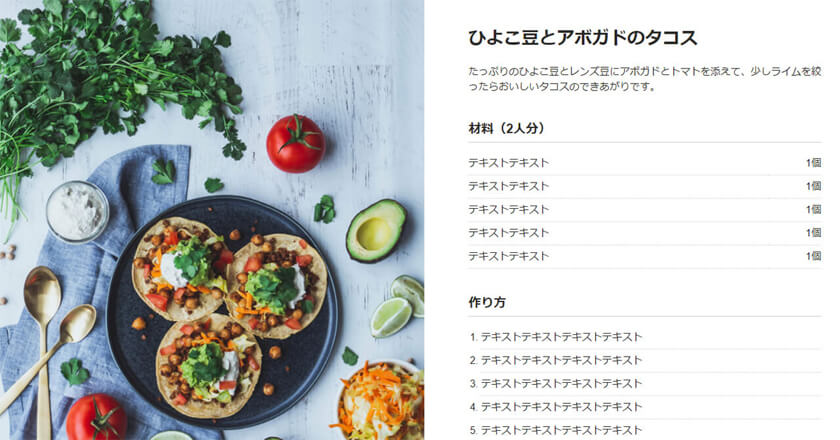 ひよこ豆とアボガドのタコス
たっぷりのひよこ豆とレンズ豆にアボガドとトマトを添えて、少しライムを絞
ったらおいしいタコスのできあがりです。
材料（2人分）
テキストテキスト 1個
テキストテキスト 1個
テキストテキスト 1個
テキストテキスト 1個
テキストテキスト 1個
作り方
1. テキストテキストテキストテキスト
2. テキストテキストテキストテキスト
3. テキストテキストテキストテキスト
4. テキストテキストテキストテキスト
5. テキストテキストテキストテキスト